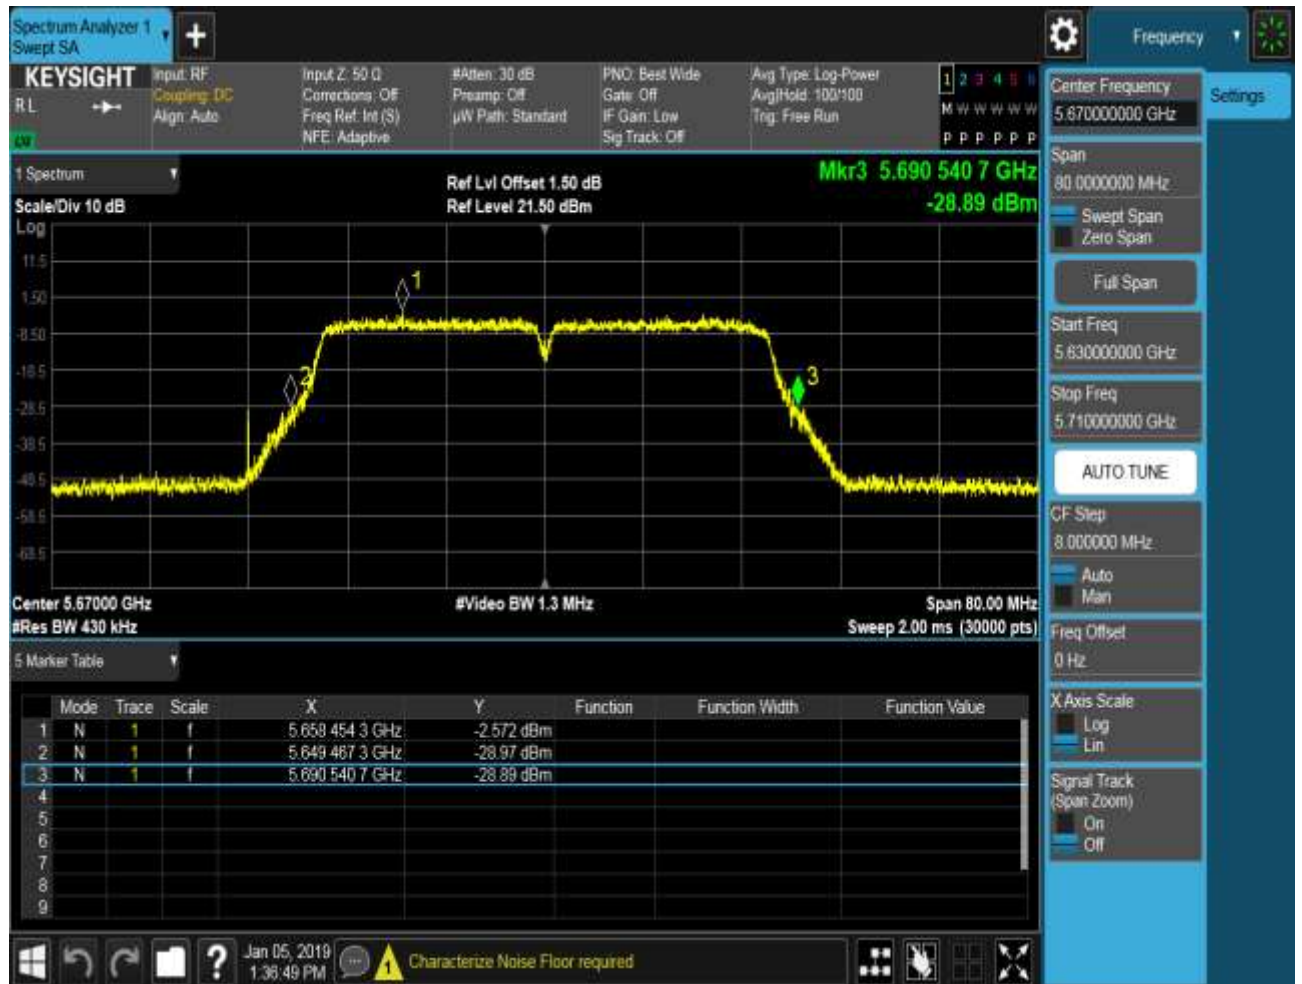 Spectrum Analyzer 1
Swept SA
Frequency
KEYSIGHT
R L
Input: RF
Coupling: DC
Align: Auto
Input Z: 50 Ω
Corrections: Off
Freq Ref: Int (S)
NFE: Adaptive
#Atten: 30 dB
Preamp: Off
µW Path: Standard
PNO: Best Wide
Gate: Off
IF Gain: Low
Sig Track: Off
Avg Type: Log-Power
Avg|Hold: 100/100
Trig: Free Run
1 2 3 4 5 6
M W W W W W
P P P P P P
1 Spectrum
Scale/Div 10 dB
Ref Lvl Offset 1.50 dB
Ref Level 21.50 dBm
Mkr3 5.690 540 7 GHz
-28.89 dBm
Log
11.5
1.50
-8.50
-18.5
-28.5
-38.5
-48.5
-58.5
-68.5
1
2
3
Center 5.67000 GHz
#Video BW 1.3 MHz
Span 80.00 MHz
#Res BW 430 kHz
Sweep 2.00 ms (30000 pts)
5 Marker Table
Mode Trace Scale X Y Function Function Width Function Value
1 N 1 f 5.658 454 3 GHz -2.572 dBm
2 N 1 f 5.649 467 3 GHz -28.97 dBm
3 N 1 f 5.690 540 7 GHz -28.89 dBm
4
5
6
7
8
9
Center Frequency
5.670000000 GHz
Settings
Span
80.0000000 MHz
Swept Span
Zero Span
Full Span
Start Freq
5.630000000 GHz
Stop Freq
5.710000000 GHz
AUTO TUNE
CF Step
8.000000 MHz
Auto
Man
Freq Offset
0 Hz
X Axis Scale
Log
Lin
Signal Track
(Span Zoom)
On
Off
Jan 05, 2019
1:36:49 PM
Characterize Noise Floor required